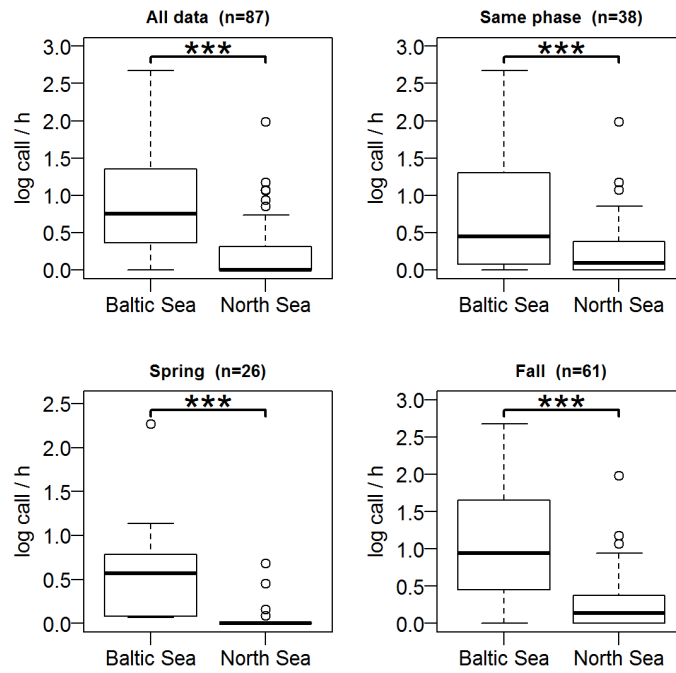 All data (n=87)
***
log call / h
3.0
2.5
2.0
1.5
1.0
0.5
0.0
Baltic Sea North Sea
Same phase (n=38)
***
log call / h
3.0
2.5
2.0
1.5
1.0
0.5
0.0
Baltic Sea North Sea
Spring (n=26)
***
log call / h
2.5
2.0
1.5
1.0
0.5
0.0
Baltic Sea North Sea
Fall (n=61)
***
log call / h
3.0
2.5
2.0
1.5
1.0
0.5
0.0
Baltic Sea North Sea